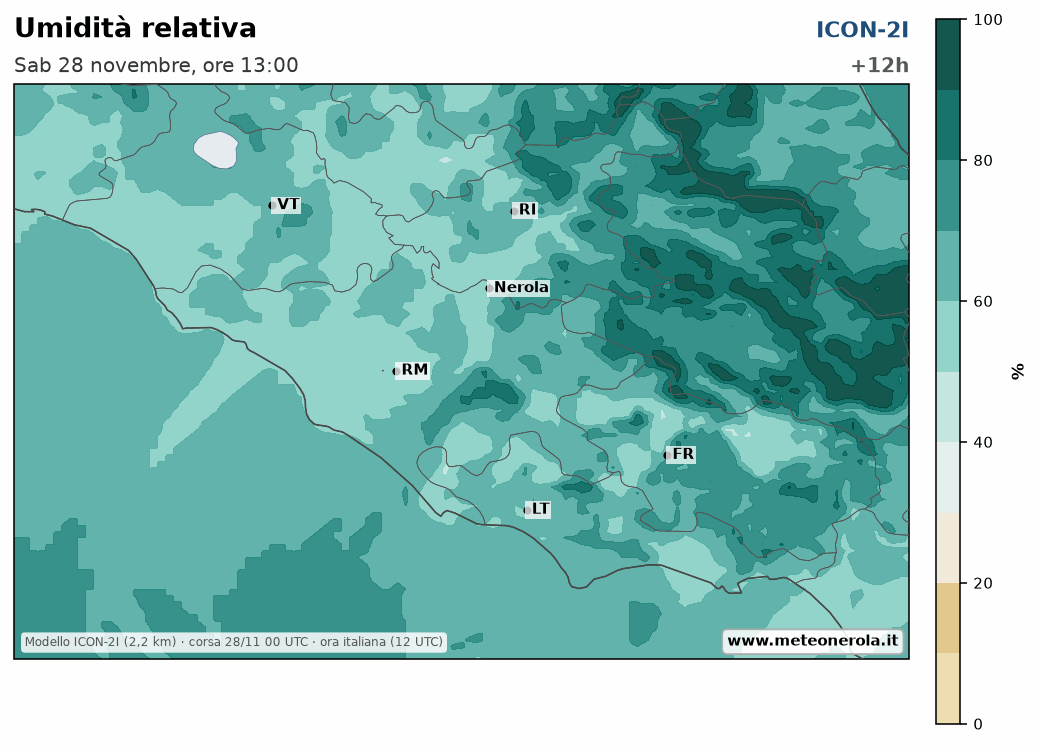 Umidità relativa
ICON-2I
Sab 28 novembre, ore 13:00
+12h
100
80
60
40
20
0
%
VT
RI
Nerola
RM
FR
LT
Modello ICON-2I (2,2 km) · corsa 28/11 00 UTC · ora italiana (12 UTC)
www.meteonerola.it